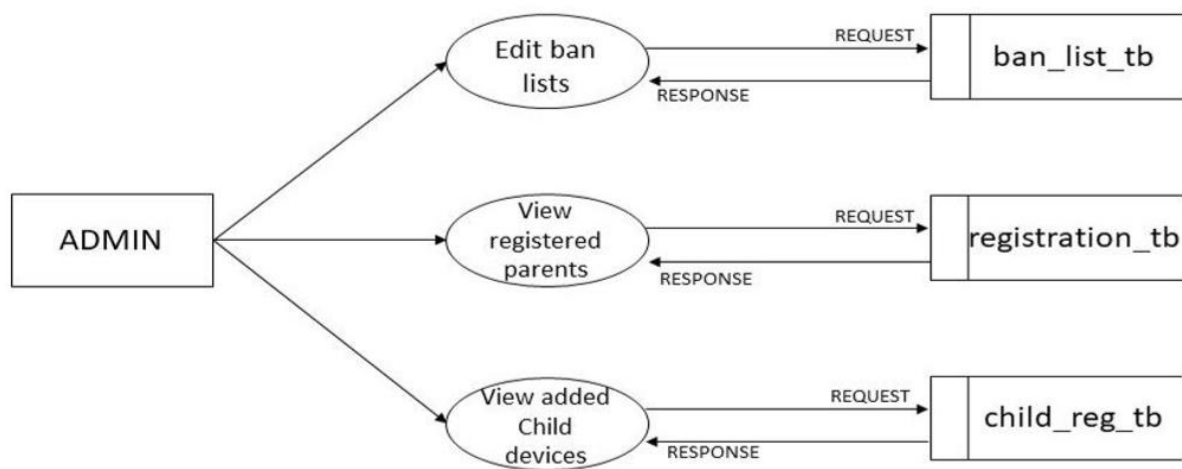 Edit ban
lists
REQUEST
RESPONSE
ban_list_tb
ADMIN
View
registered
parents
REQUEST
RESPONSE
registration_tb
View added
Child
devices
REQUEST
RESPONSE
child_reg_tb